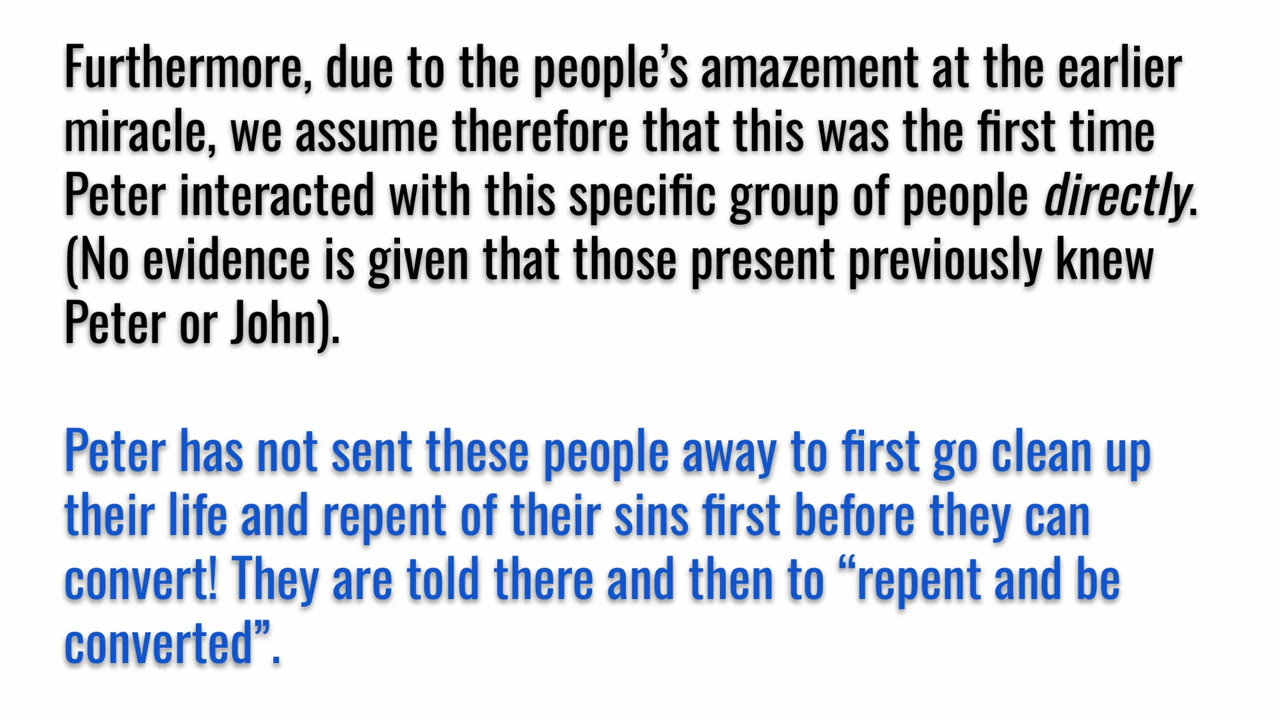 Furthermore, due to the people’s amazement at the earlier
miracle, we assume therefore that this was the first time
Peter interacted with this specific group of people directly.
(No evidence is given that those present previously knew
Peter or John).
Peter has not sent these people away to first go clean up
their life and repent of their sins first before they can
convert! They are told there and then to “repent and be
converted”.